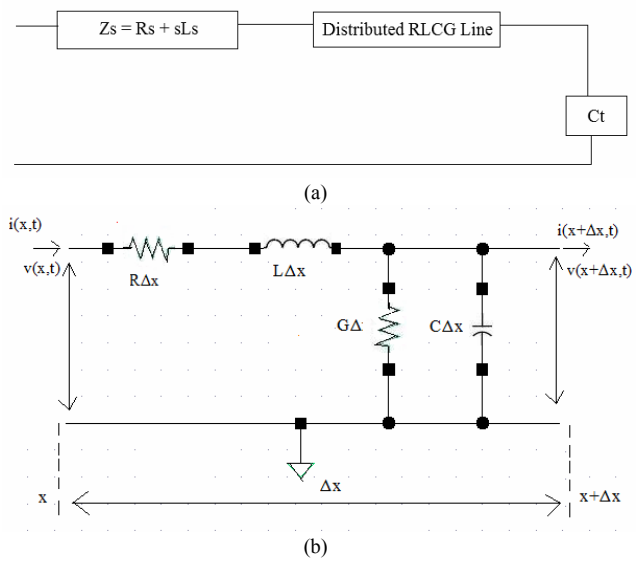 Zs = Rs + sLs
Distributed RLCG Line
Ct
(a)
i(x,t)
i(x+Δx,t)
v(x,t)
v(x+Δx,t)
RΔx
LΔx
GΔ
CΔx
x
Δx
x+Δx
(b)